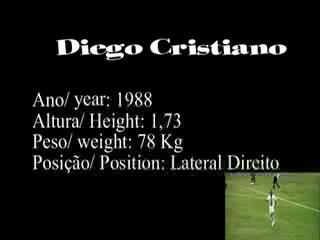 Diego Cristiano
Ano/ year: 1988
Altura/ Height: 1,73
Peso/ weight: 78 Kg
Posição/ Position: Lateral Direito